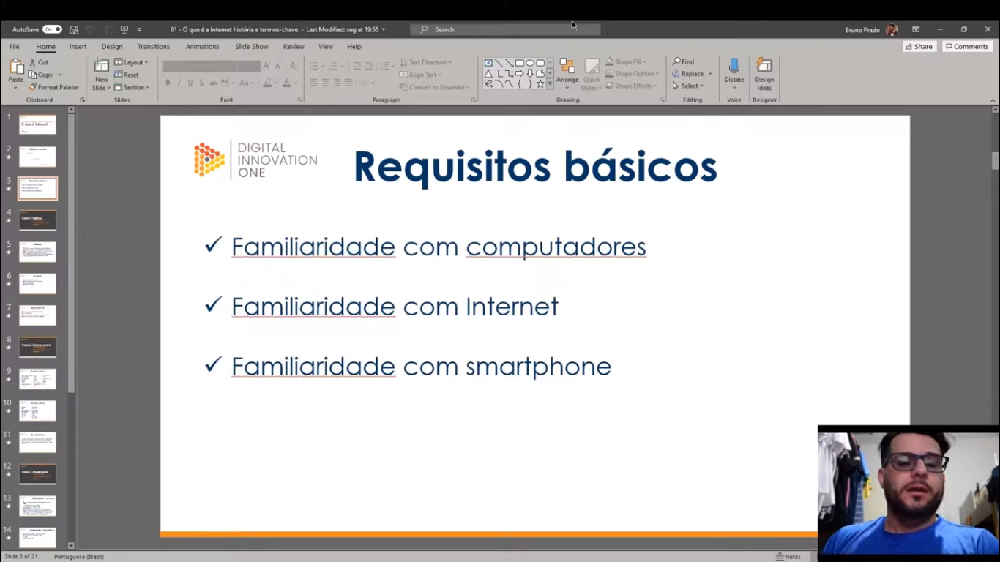 AutoSave On
01 - O que é a Internet história e termos-chave - Last Modified: seg at 19:55
Search
Bruno Prado
File Home Insert Design Transitions Animations Slide Show Review View Help
Share Comments
Paste
Cut
Copy
Format Painter
Clipboard
New Slide
Layout
Reset
Section
Slides
Font
Text Direction
Align Text
Convert to SmartArt
Paragraph
Arrange
Quick Styles
Shape Fill
Shape Outline
Shape Effects
Drawing
Find
Replace
Select
Editing
Dictate
Voice
Design Ideas
Designer
1
2
3
4
5
6
7
8
9
10
11
12
13
14
DIGITAL
INNOVATION
ONE
Requisitos básicos
✓ Familiaridade com computadores
✓ Familiaridade com Internet
✓ Familiaridade com smartphone
Slide 3 of 21 Portuguese (Brazil)
Notes